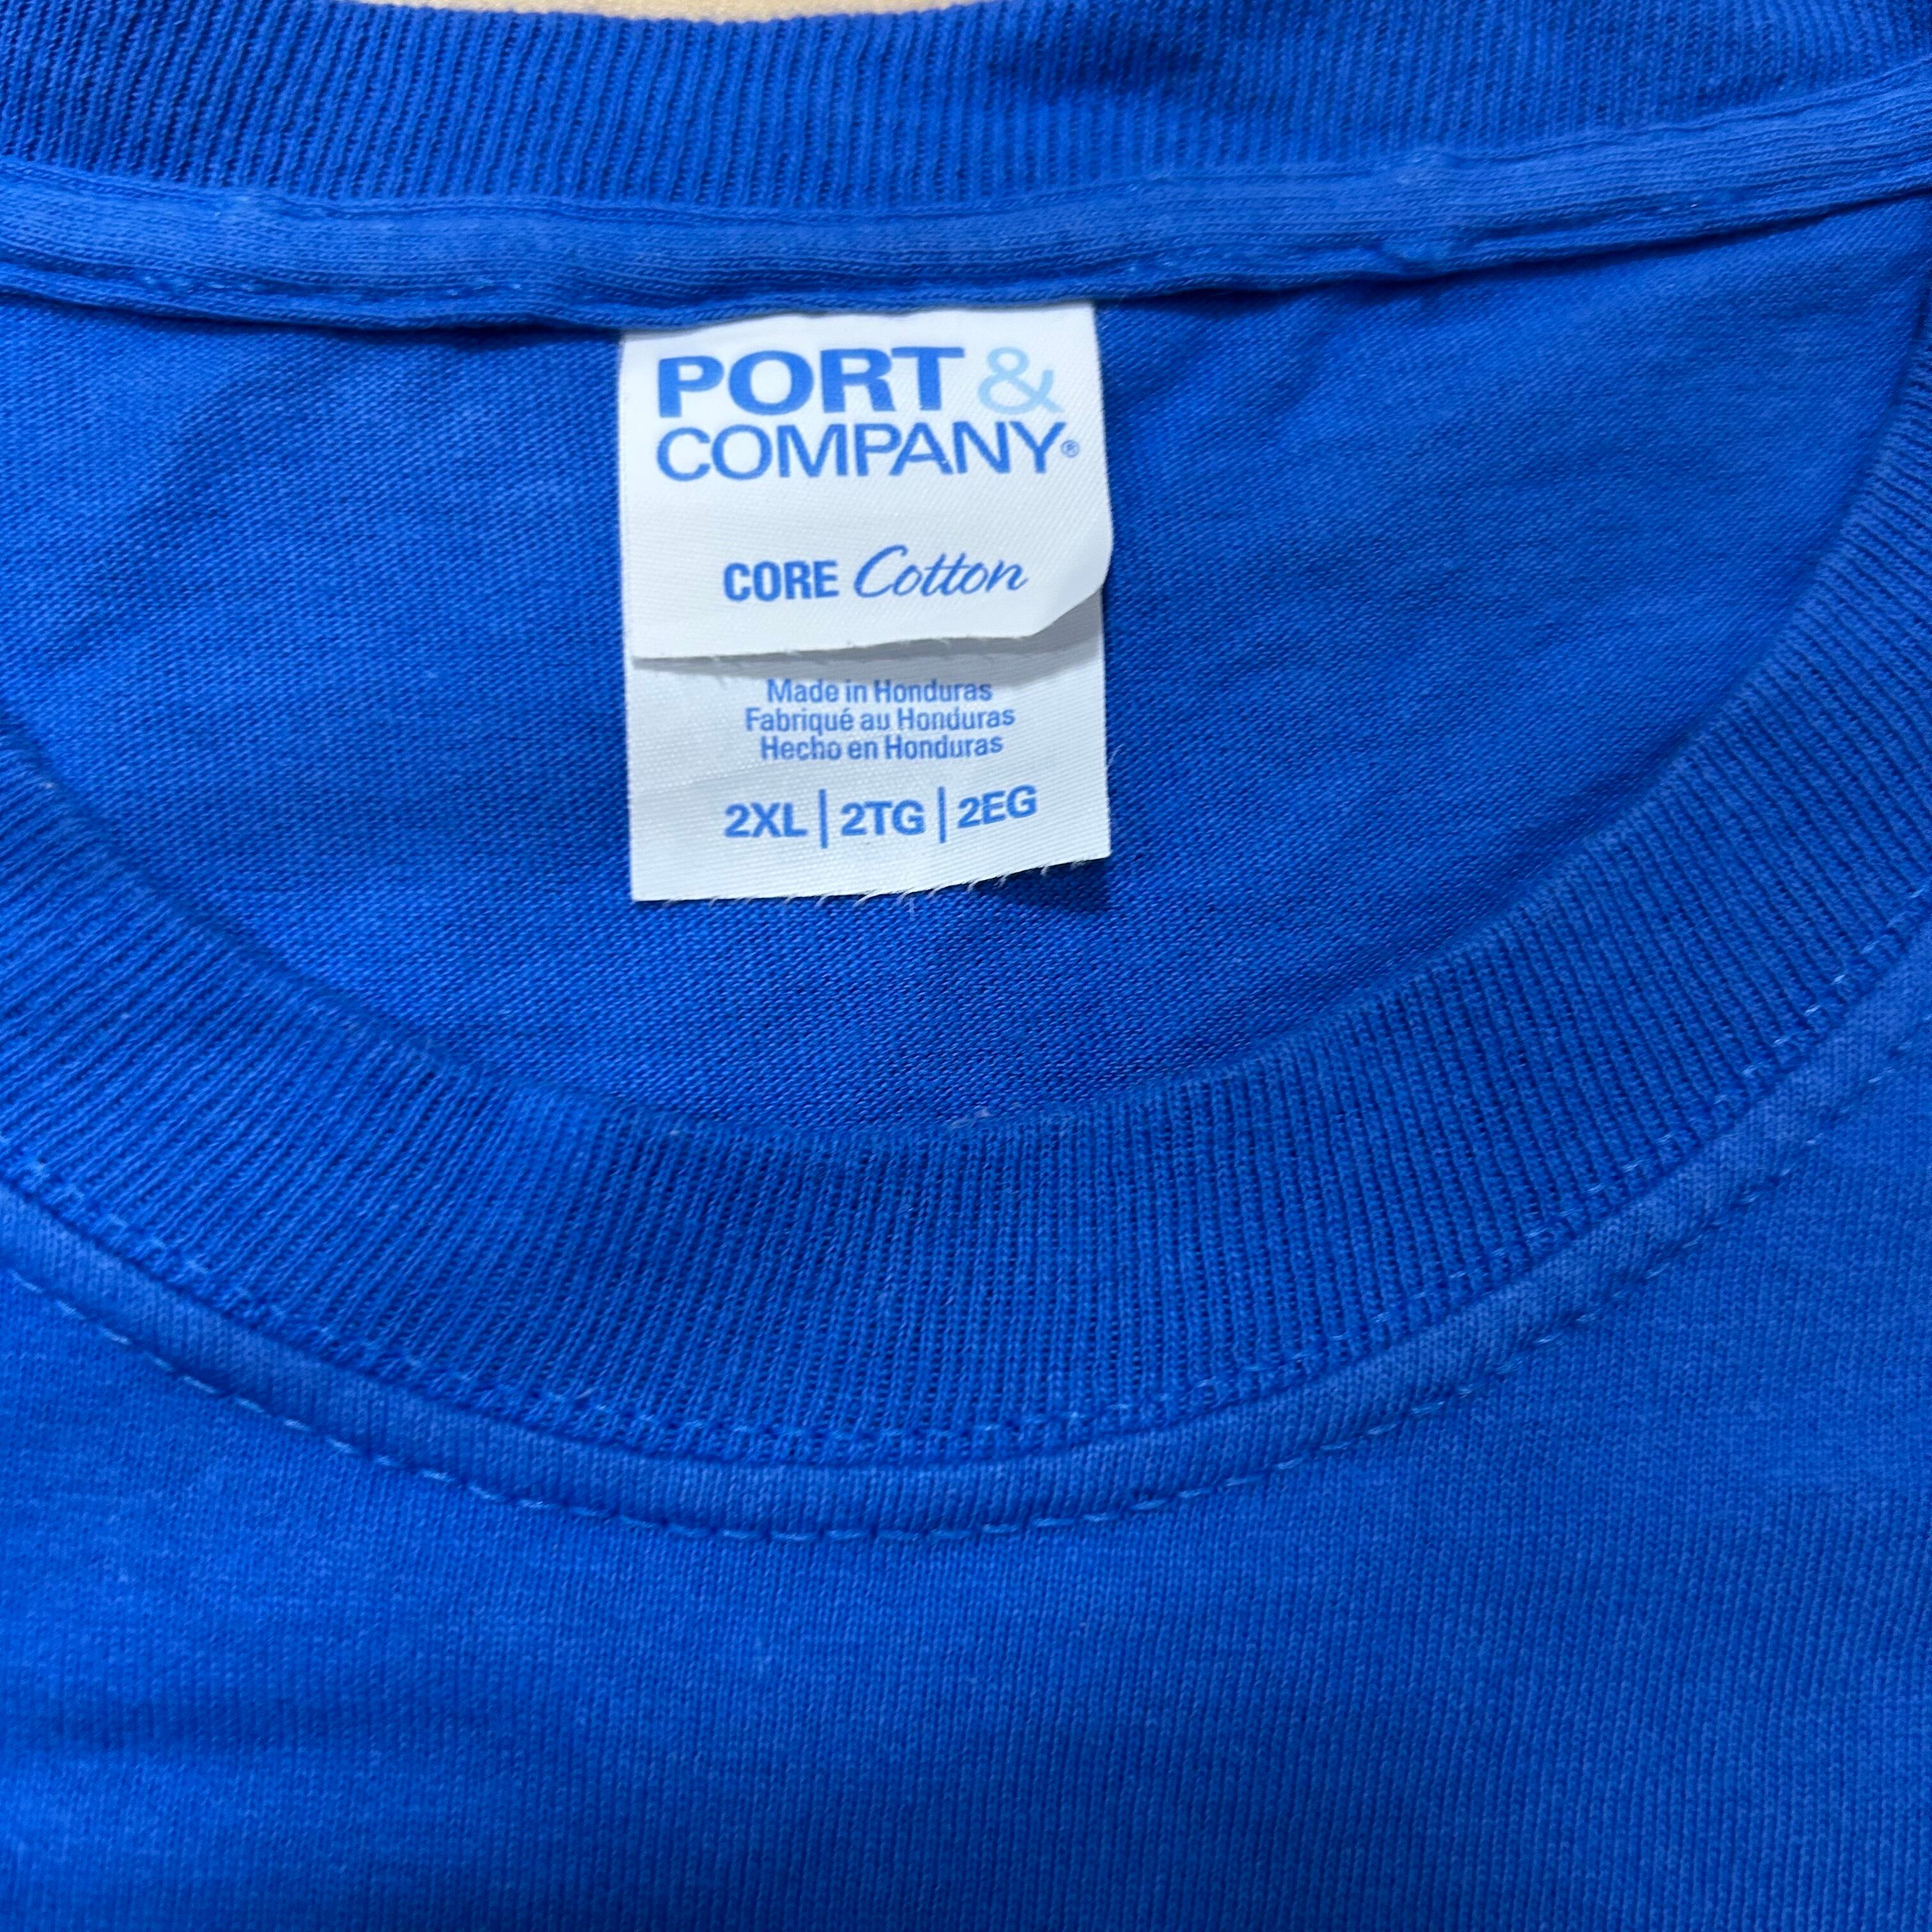 PORT &
COMPANY®
CORE Cotton
Made in Honduras
Fabriqué au Honduras
Hecho en Honduras
2XL | 2TG | 2EG